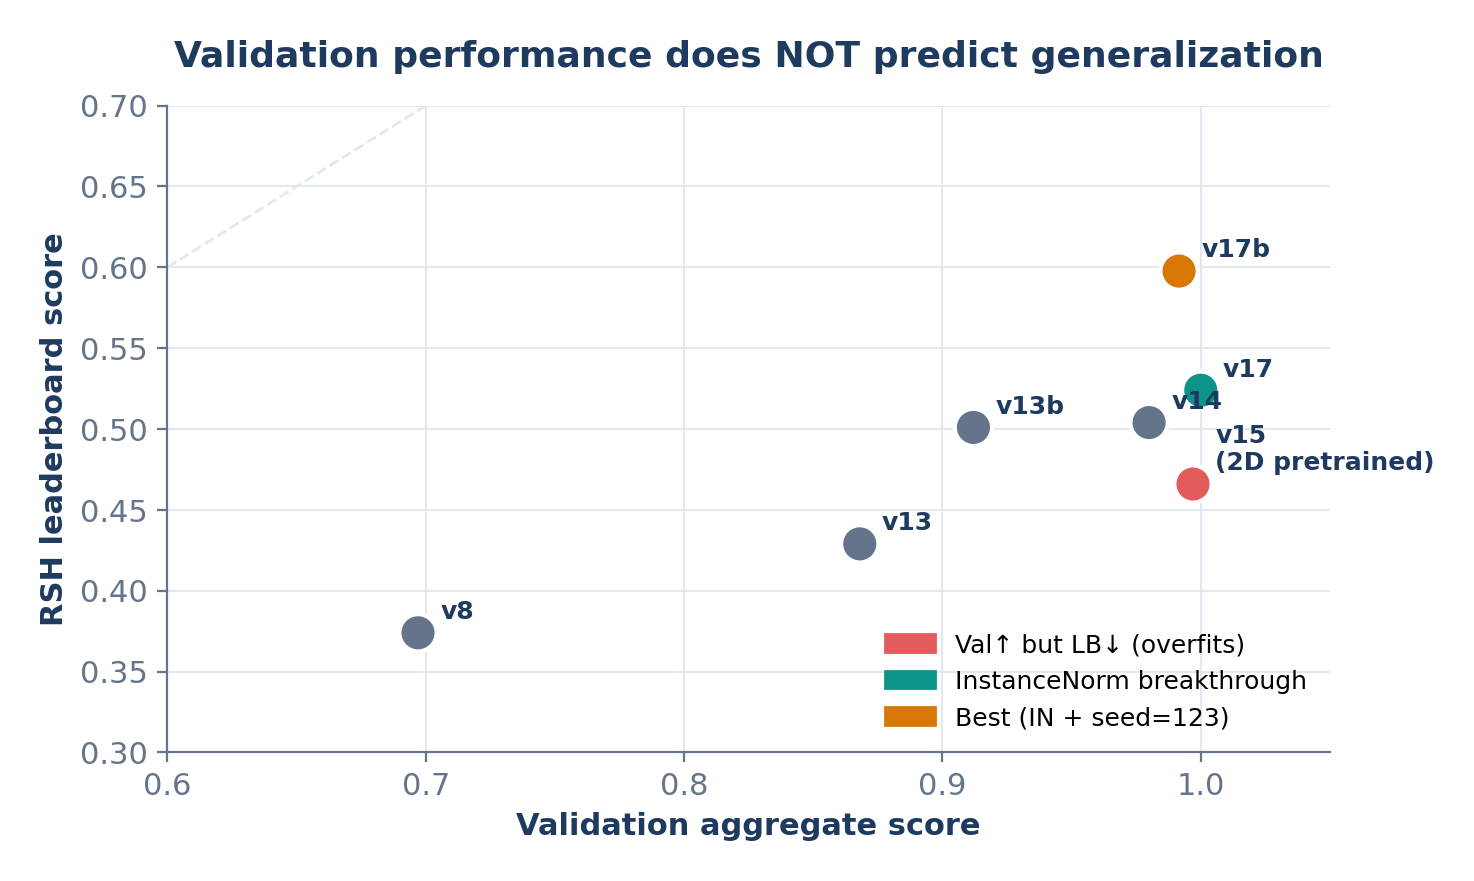 Validation performance does NOT predict generalization
RSH leaderboard score
0.70
0.65
0.60
0.55
0.50
0.45
0.40
0.35
0.30
v17b
v17
v14
v13b
v15
(2D pretrained)
v13
v8
Val↑ but LB↓ (overfits)
InstanceNorm breakthrough
Best (IN + seed=123)
0.6 0.7 0.8 0.9 1.0
Validation aggregate score